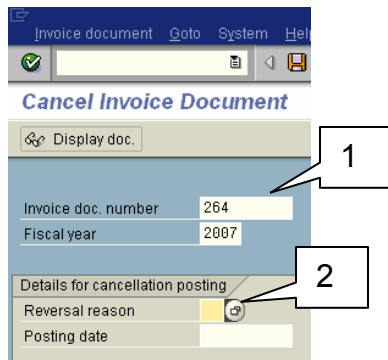 Invoice document Goto System Hel
Cancel Invoice Document
Display doc.
1
Invoice doc. number 264
Fiscal year 2007
2
Details for cancellation posting
Reversal reason
Posting date